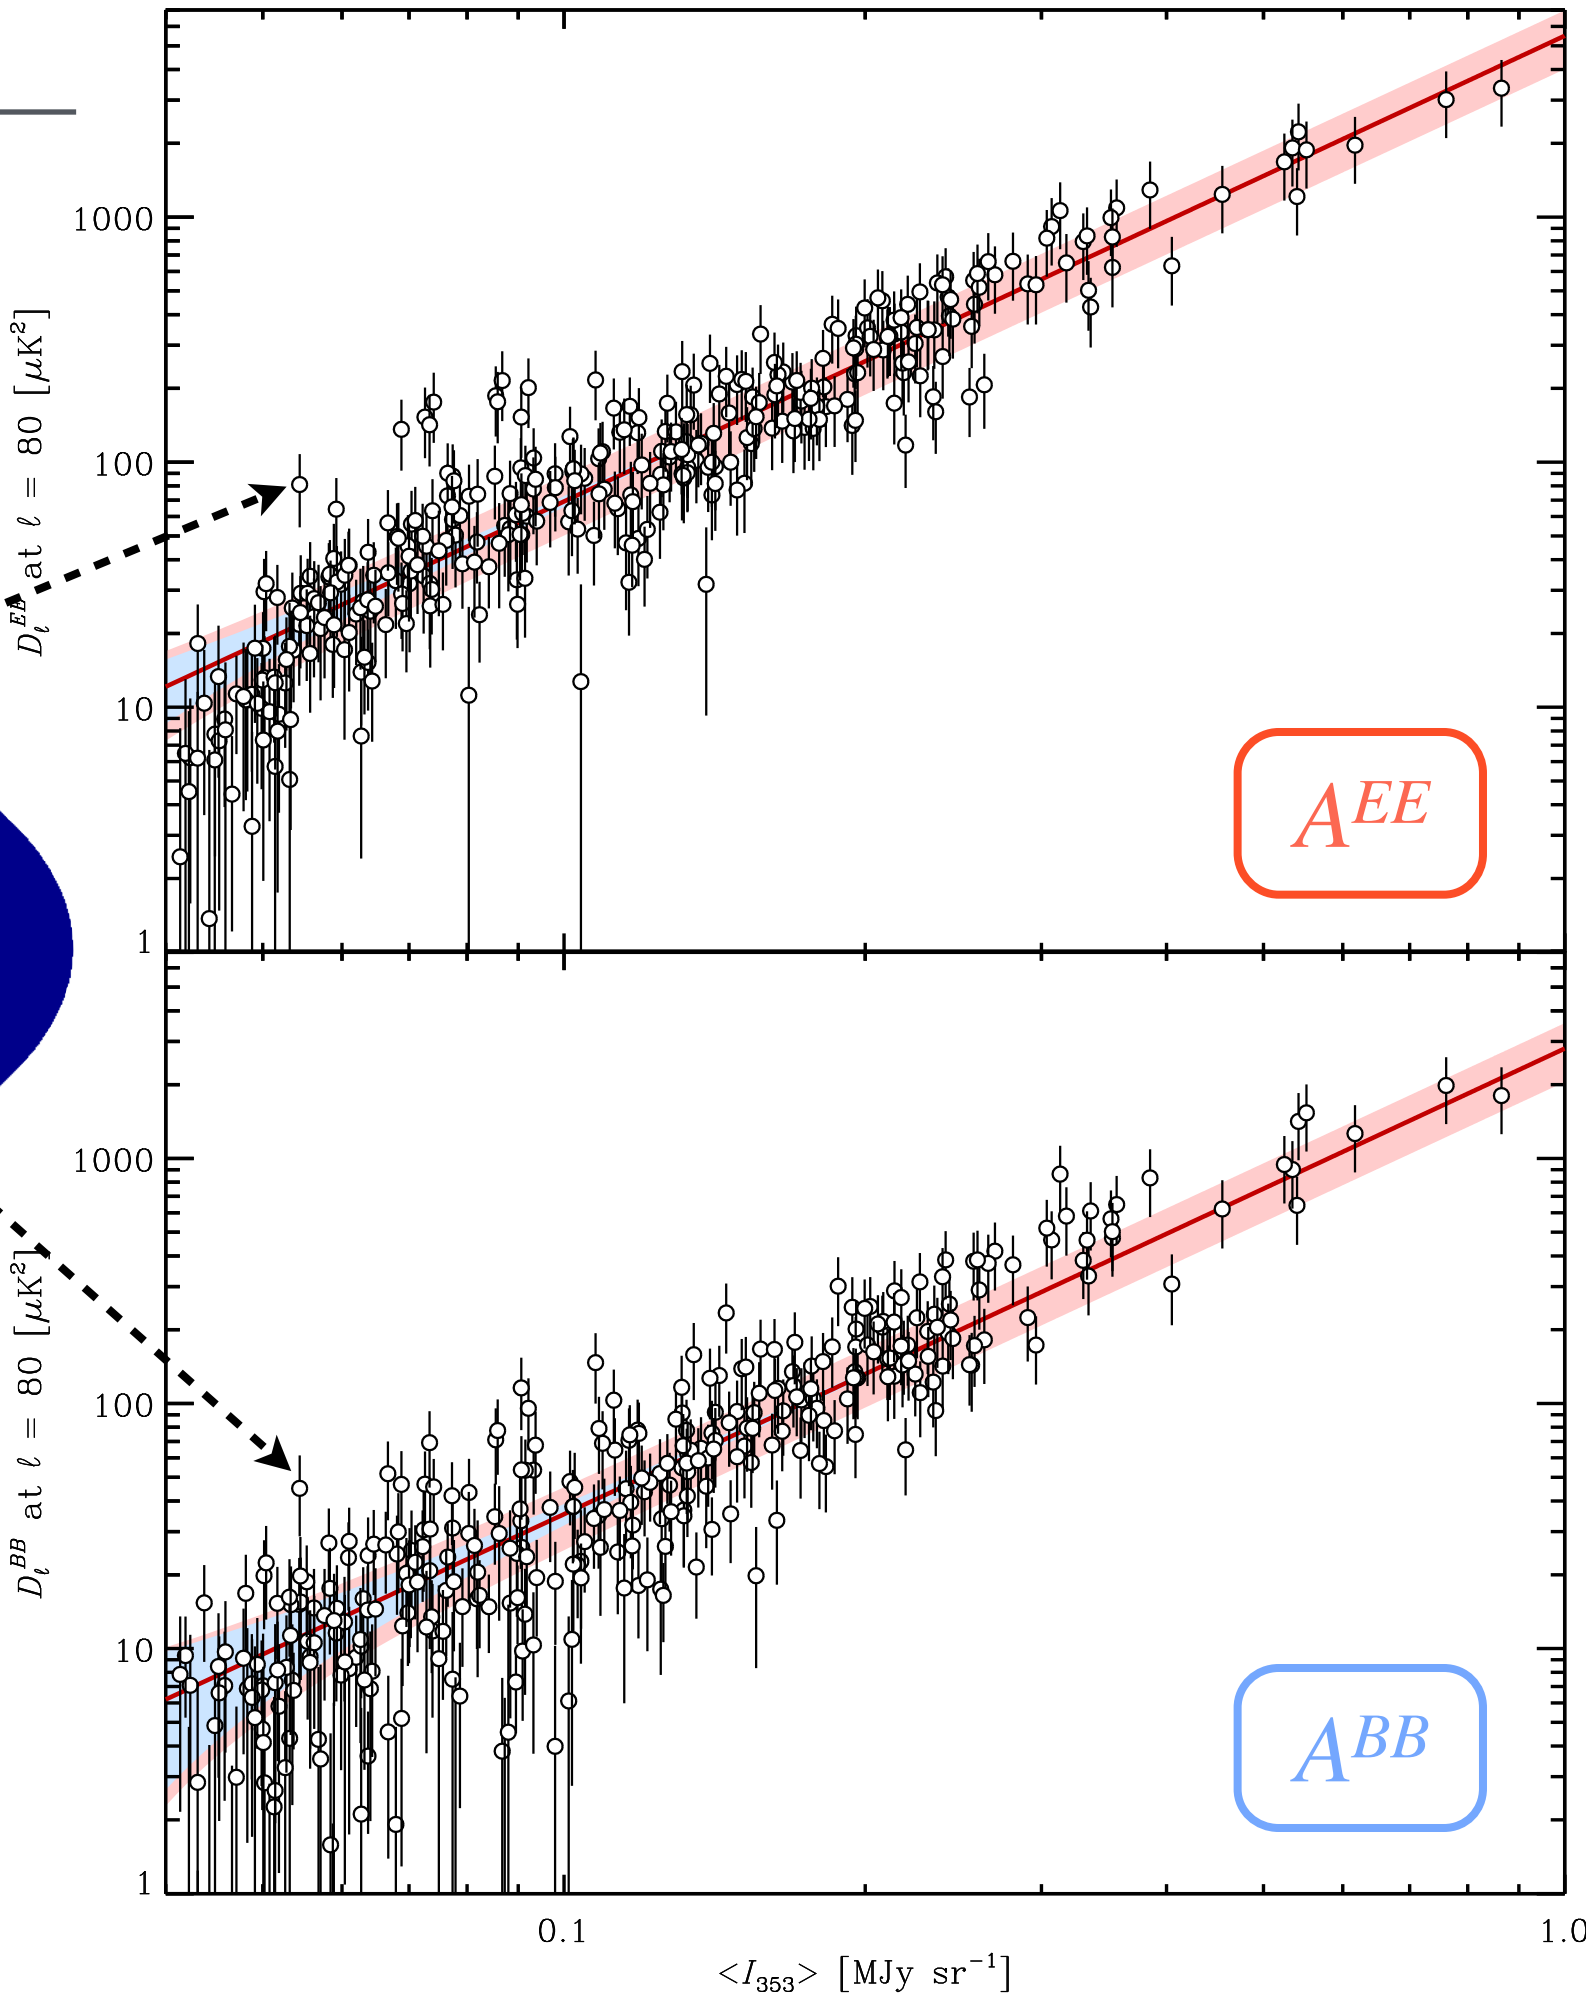 1000
100
10
1
D_ℓ^EE at ℓ = 80 [μK²]
A^EE
1000
100
10
1
D_ℓ^BB at ℓ = 80 [μK²]
A^BB
0.1
1.0
<I_353> [MJy sr⁻¹]